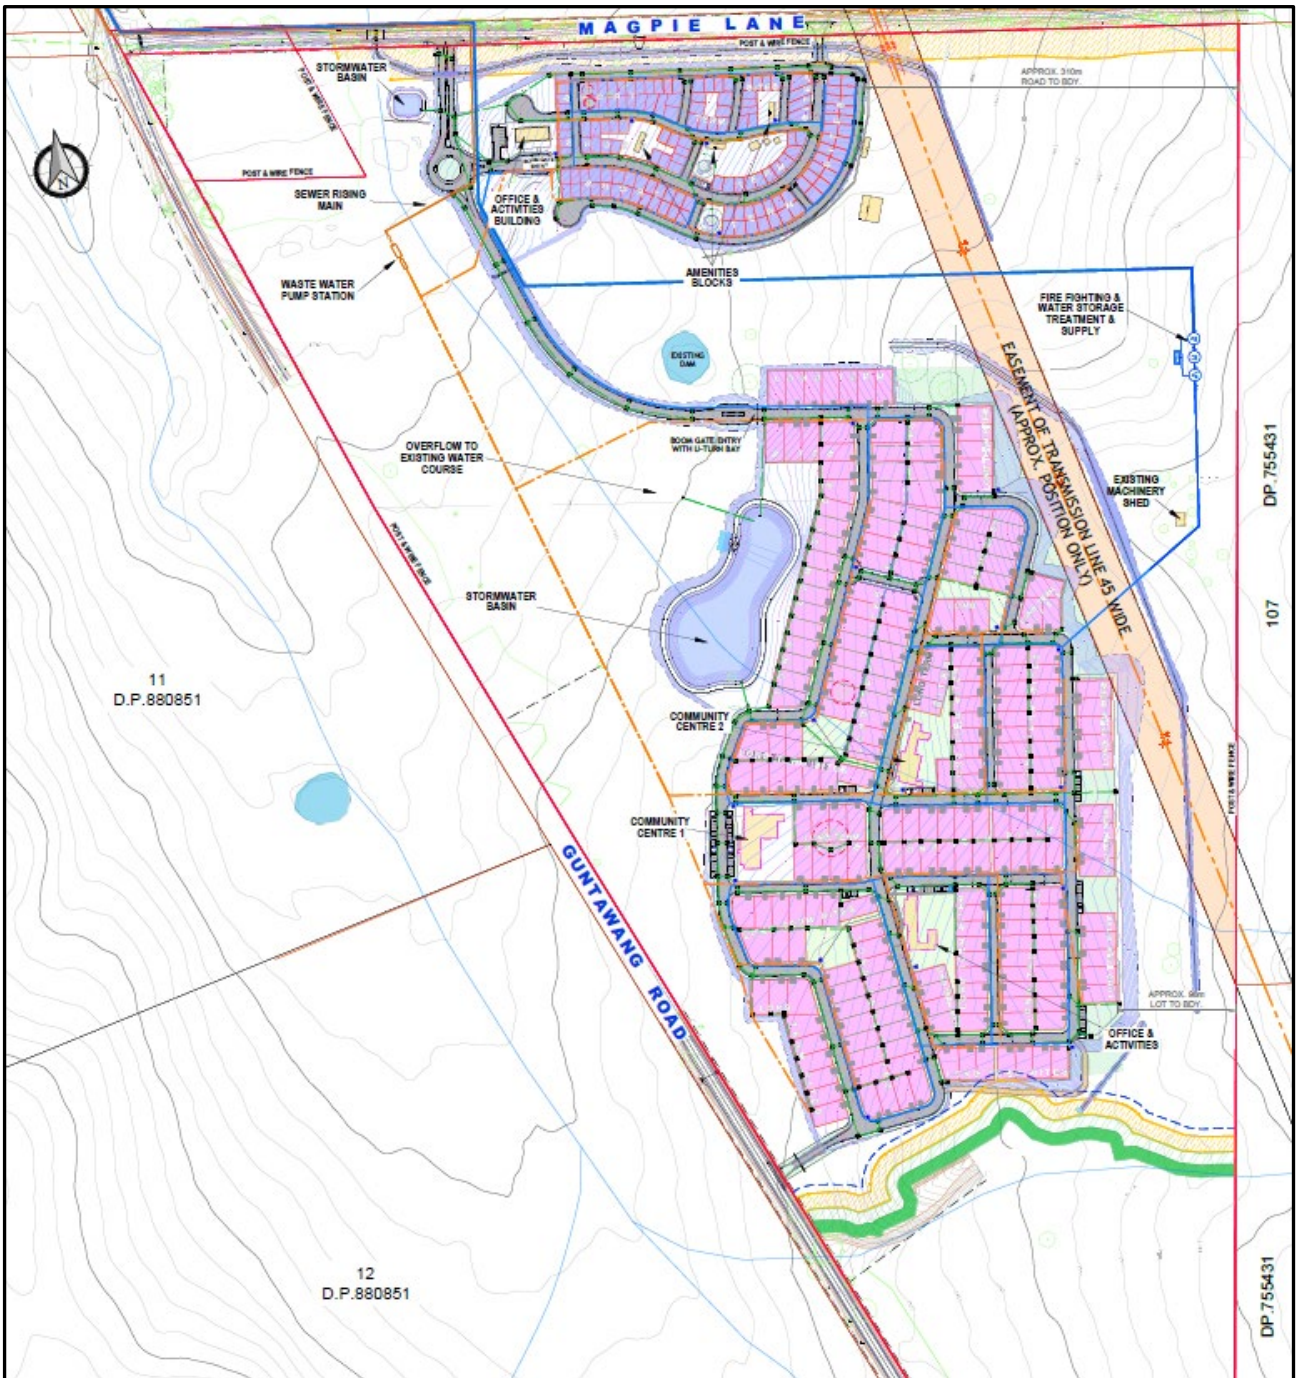 MAGPIE LANE
POST & WIRE FENCE
STORMWATER
BASIN
POST & WIRE FENCE
APPROX. 310m
ROAD TO BDY.
POST & WIRE FENCE
N
SEWER RISING
MAIN
OFFICE &
ACTIVITIES
BUILDING
WASTE WATER
PUMP STATION
AMENITIES
BLOCKS
FIRE FIGHTING &
WATER STORAGE
TREATMENT &
SUPPLY
EXISTING
DAM
EASEMENT OF TRANSMISSION LINE 45 WIDE
(APPROX. POSITION ONLY)
BOOM GATE ENTRY
WITH U-TURN BAY
OVERFLOW TO
EXISTING WATER
COURSE
DP.755431
EXISTING
MACHINERY
SHED
POST & WIRE FENCE
STORMWATER
BASIN
107
11
D.P.880851
COMMUNITY
CENTRE 2
POST & WIRE FENCE
COMMUNITY
CENTRE 1
GUNTAWANG ROAD
LOT TO BDY.
OFFICE &
ACTIVITIES
12
D.P.880851
DP.755431